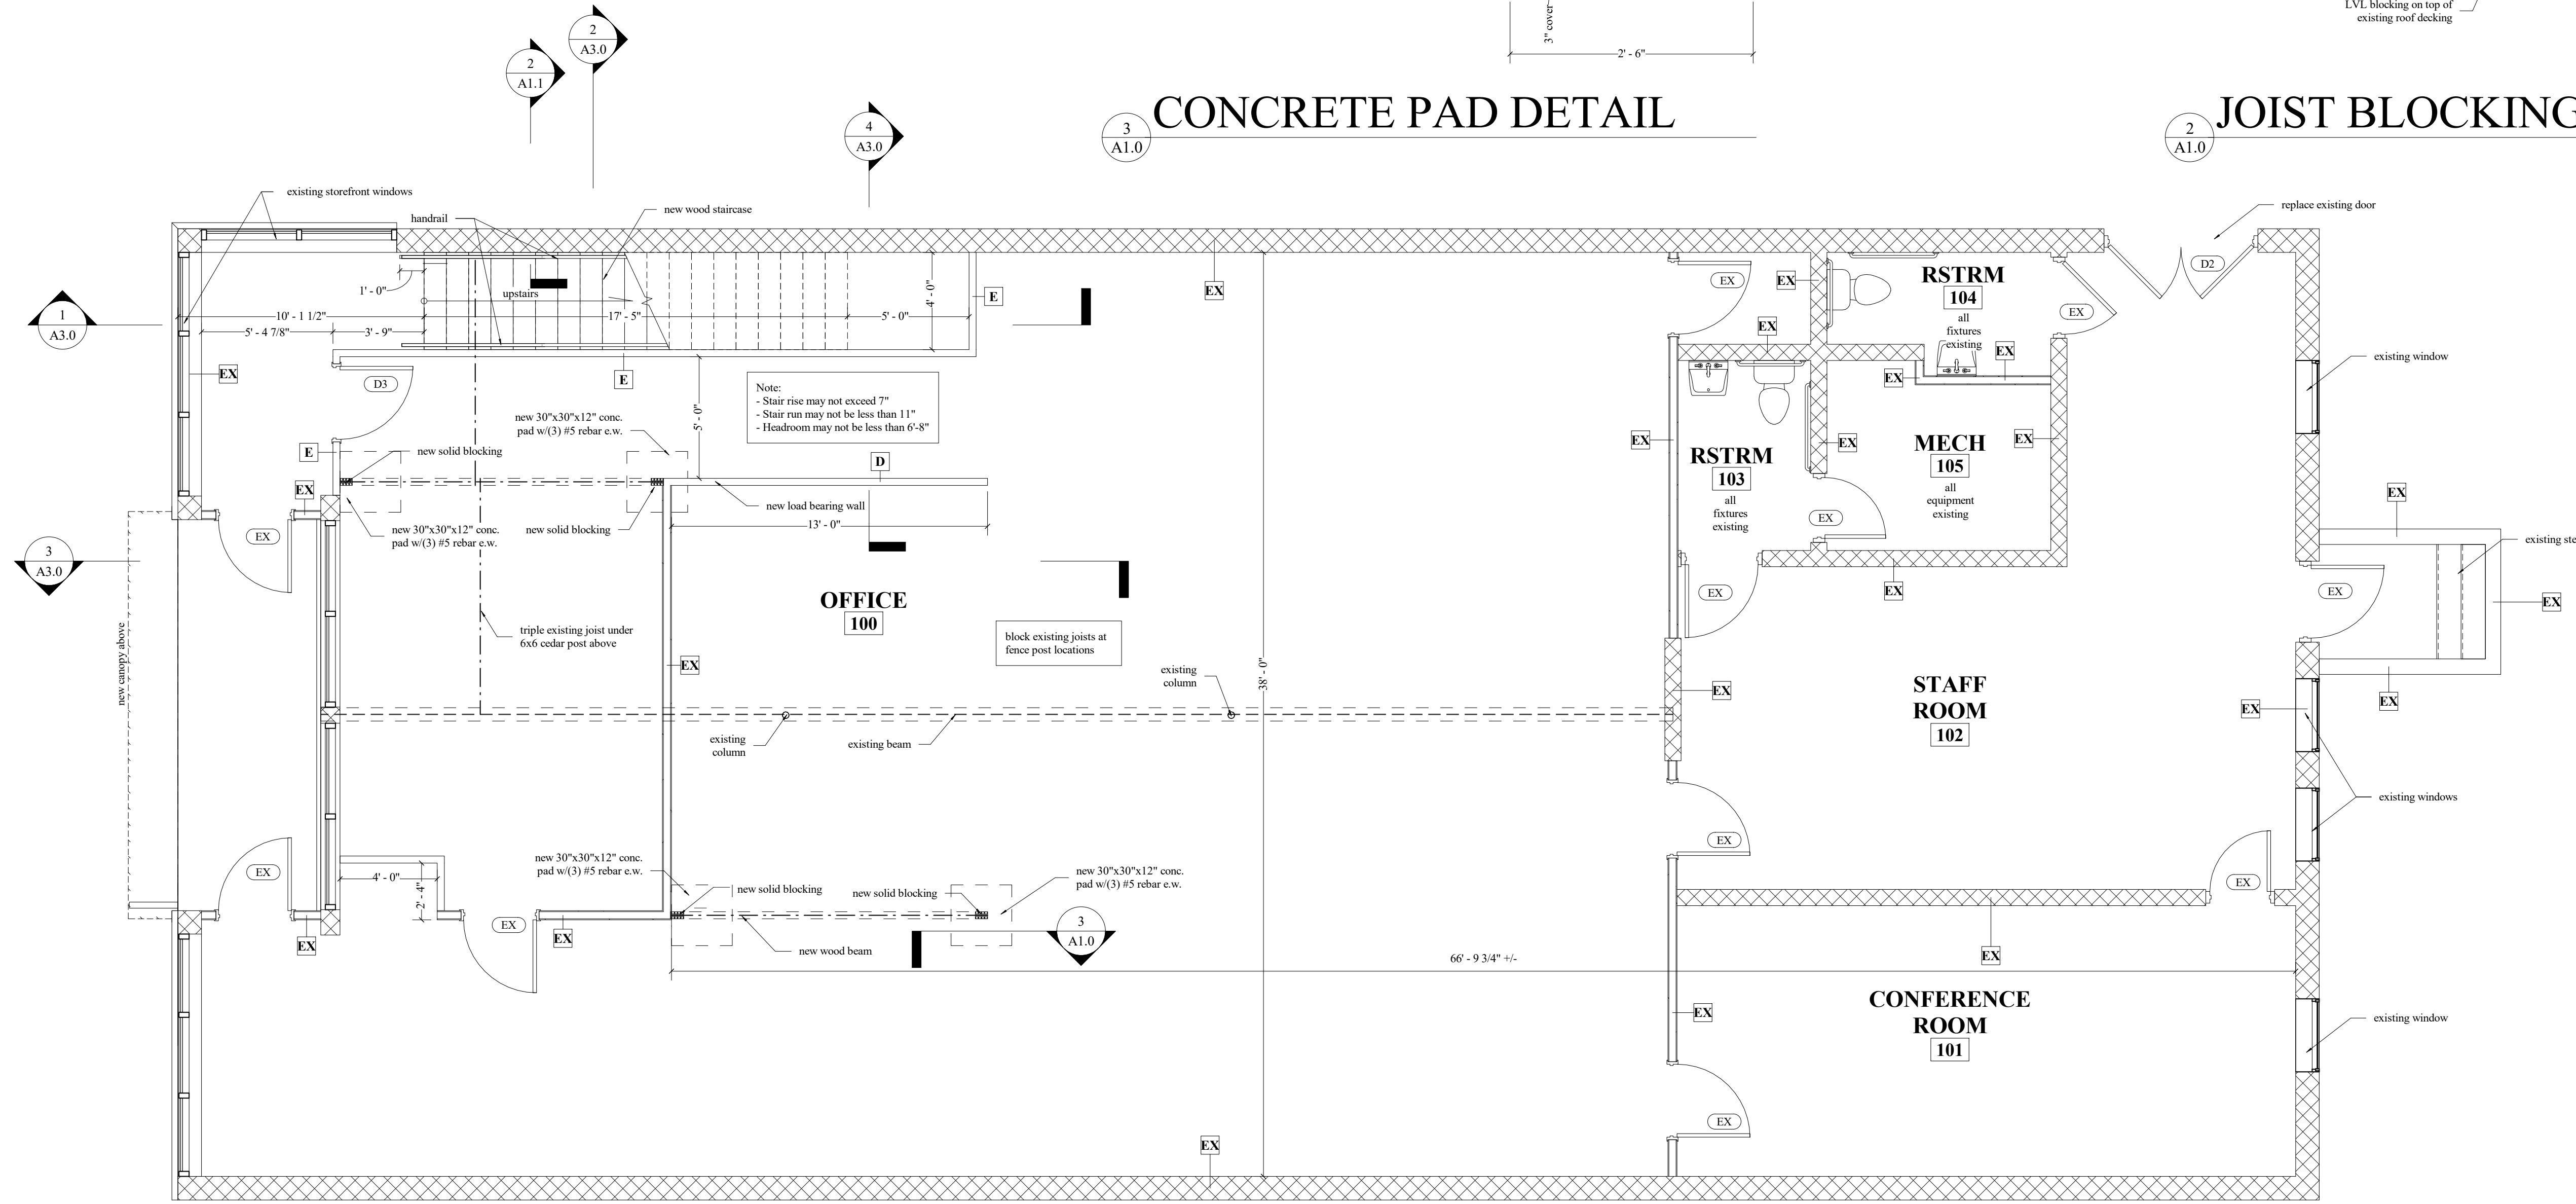 LVL blocking on top of
existing roof decking
3" cover
2' - 6"
2
A3.0
2
A1.1
4
A3.0
3
A1.0
CONCRETE PAD DETAIL
2
A1.0
JOIST BLOCKING
existing storefront windows
handrail
new wood staircase
replace existing door
D2
1
A3.0
1' - 0"
upstairs
10' - 1 1/2"
17' - 5"
5' - 0"
4' - 0"
5' - 4 7/8"
3' - 9"
E
EX
EX
EX
RSTRM
104
all
fixtures
existing
EX
EX
EX
EX
EX
D3
E
Note:
- Stair rise may not exceed 7"
- Stair run may not be less than 11"
- Headroom may not be less than 6'-8"
5' - 0"
existing window
new 30"x30"x12" conc.
pad w/(3) #5 rebar e.w.
E
new solid blocking
D
EX
EX
EX
MECH
105
all
equipment
existing
RSTRM
103
all
fixtures
existing
EX
EX
new load bearing wall
13' - 0"
new 30"x30"x12" conc.
pad w/(3) #5 rebar e.w.
new solid blocking
EX
EX
3
A3.0
existing ste
EX
EX
EX
EX
OFFICE
100
new canopy above
triple existing joist under
6x6 cedar post above
block existing joists at
fence post locations
EX
existing
column
38' - 0"
EX
STAFF
ROOM
102
EX
EX
existing
column
existing beam
existing windows
EX
EX
4' - 0"
2' - 4"
new 30"x30"x12" conc.
pad w/(3) #5 rebar e.w.
new solid blocking
new solid blocking
new 30"x30"x12" conc.
pad w/(3) #5 rebar e.w.
EX
EX
EX
EX
3
A1.0
new wood beam
66' - 9 3/4" +/-
EX
CONFERENCE
ROOM
101
EX
existing window
EX
EX